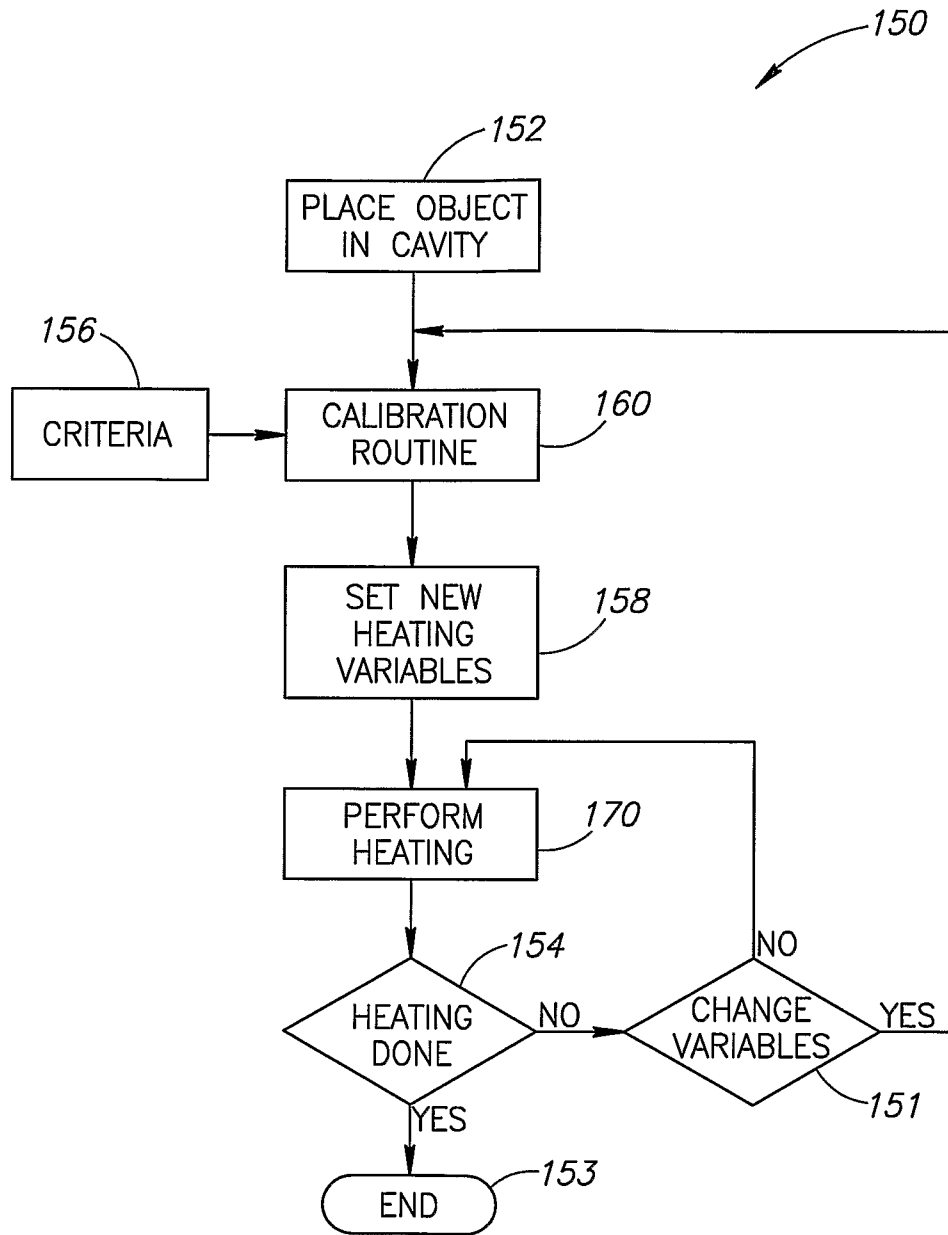 150
152
PLACE OBJECT
IN CAVITY
156
CRITERIA
CALIBRATION
ROUTINE
160
SET NEW
HEATING
VARIABLES
158
PERFORM
HEATING
170
154
HEATING
DONE
NO
NO
CHANGE
VARIABLES
YES
151
YES
END
153